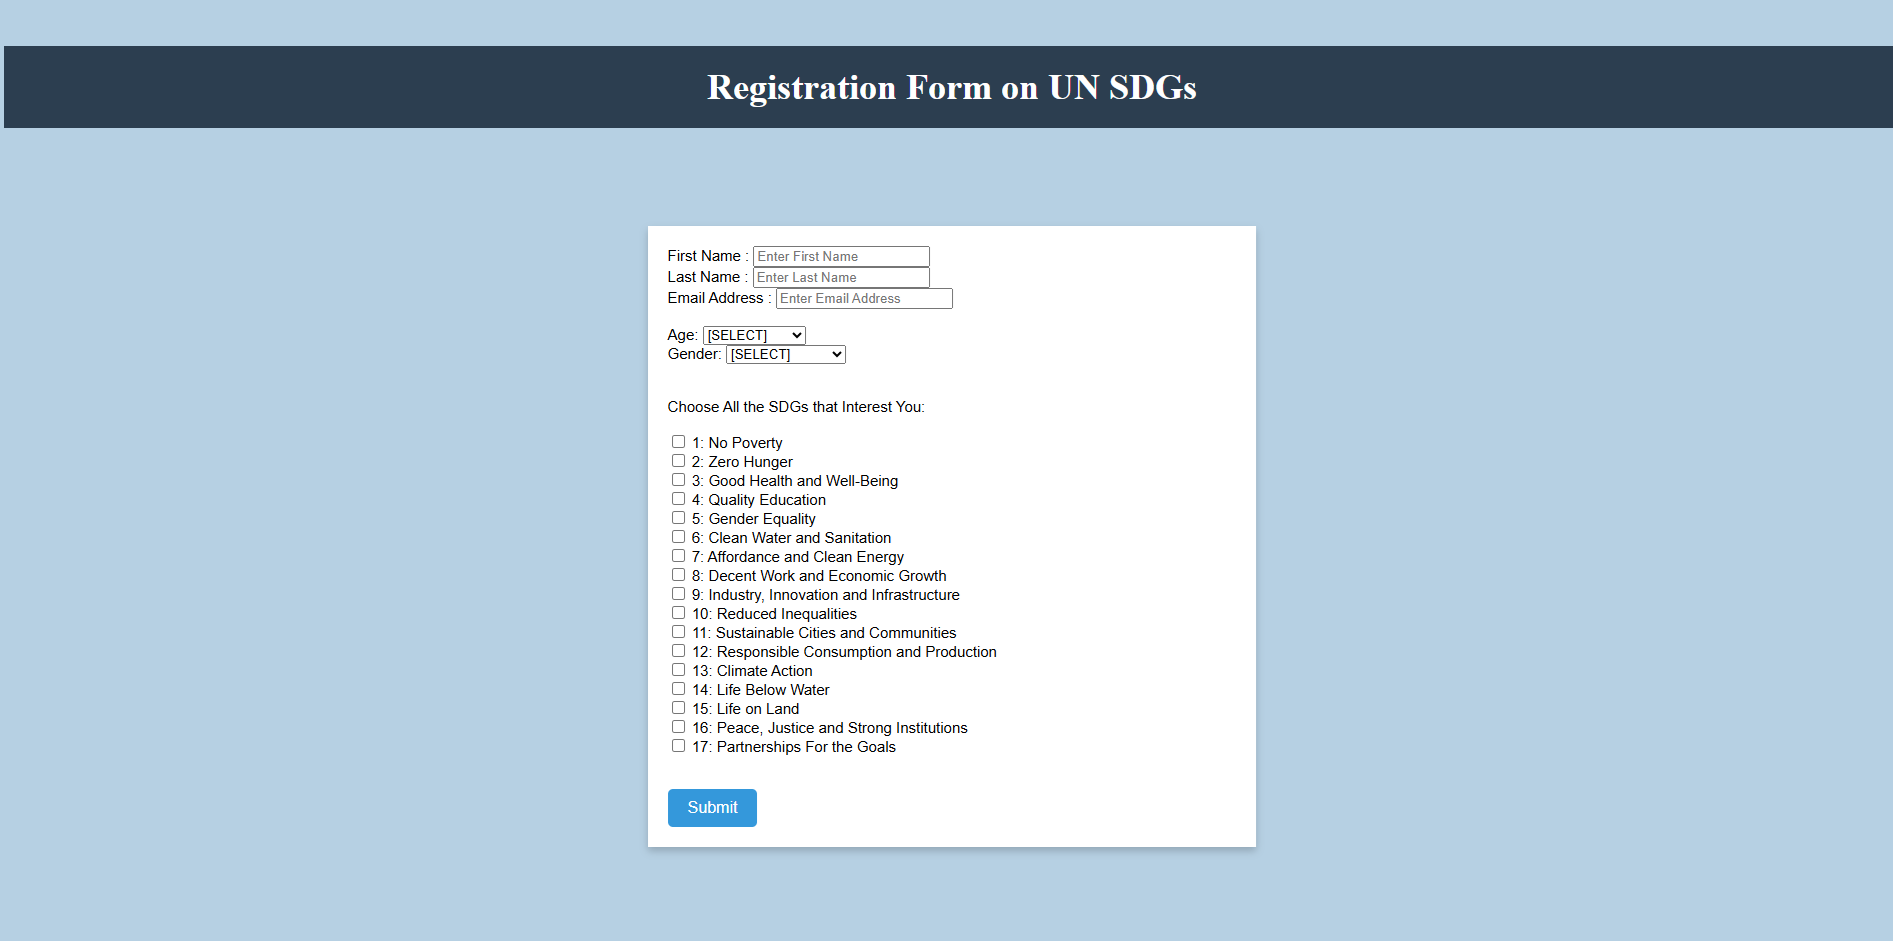 Registration Form on UN SDGs
First Name : Enter First Name
Last Name : Enter Last Name
Email Address : Enter Email Address
Age: [SELECT]
Gender: [SELECT]
Choose All the SDGs that Interest You:
1: No Poverty
2: Zero Hunger
3: Good Health and Well-Being
4: Quality Education
5: Gender Equality
6: Clean Water and Sanitation
7: Affordance and Clean Energy
8: Decent Work and Economic Growth
9: Industry, Innovation and Infrastructure
10: Reduced Inequalities
11: Sustainable Cities and Communities
12: Responsible Consumption and Production
13: Climate Action
14: Life Below Water
15: Life on Land
16: Peace, Justice and Strong Institutions
17: Partnerships For the Goals
Submit